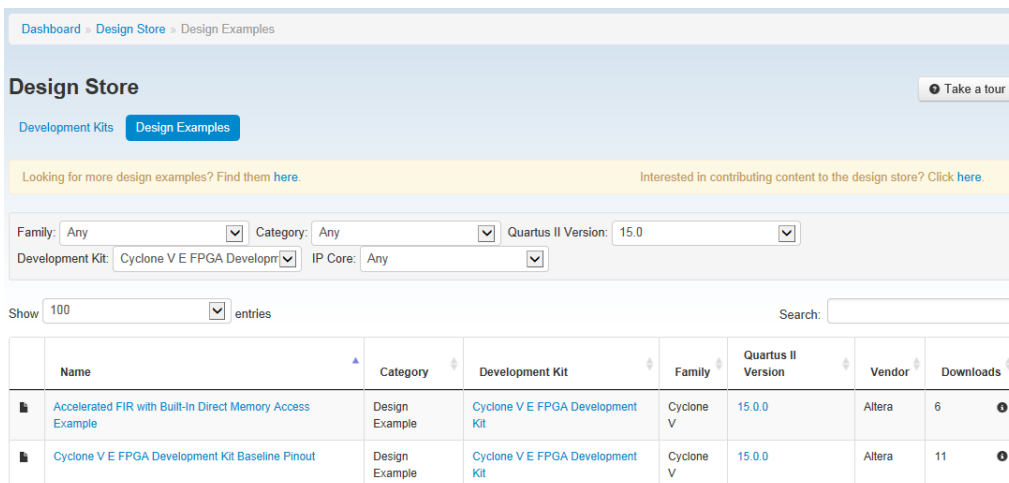 Dashboard » Design Store » Design Examples
Design Store
Take a tour
Development Kits Design Examples
Looking for more design examples? Find them here. Interested in contributing content to the design store? Click here.
Family: Any Category: Any Quartus II Version: 15.0
Development Kit: Cyclone V E FPGA Developm IP Core: Any
Show 100 entries Search:
Name Category Development Kit Family Quartus II Version Vendor Downloads
Accelerated FIR with Built-In Direct Memory Access Example Design Example Cyclone V E FPGA Development Kit Cyclone V 15.0.0 Altera 6
Cyclone V E FPGA Development Kit Baseline Pinout Design Example Cyclone V E FPGA Development Kit Cyclone V 15.0.0 Altera 11